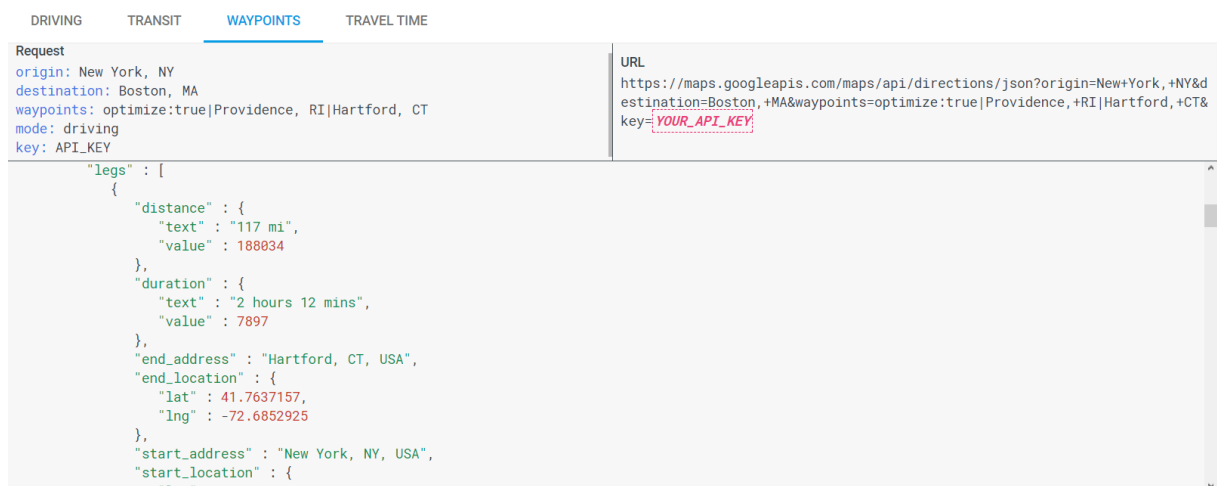 DRIVING TRANSIT WAYPOINTS TRAVEL TIME
Request
origin: New York, NY
destination: Boston, MA
waypoints: optimize:true|Providence, RI|Hartford, CT
mode: driving
key: API_KEY
URL
https://maps.googleapis.com/maps/api/directions/json?origin=New+York,+NY&d
estination=Boston,+MA&waypoints=optimize:true|Providence,+RI|Hartford,+CT&
key=YOUR_API_KEY
"legs" : [
{
"distance" : {
"text" : "117 mi",
"value" : 188034
},
"duration" : {
"text" : "2 hours 12 mins",
"value" : 7897
},
"end_address" : "Hartford, CT, USA",
"end_location" : {
"lat" : 41.7637157,
"lng" : -72.6852925
},
"start_address" : "New York, NY, USA",
"start_location" : {